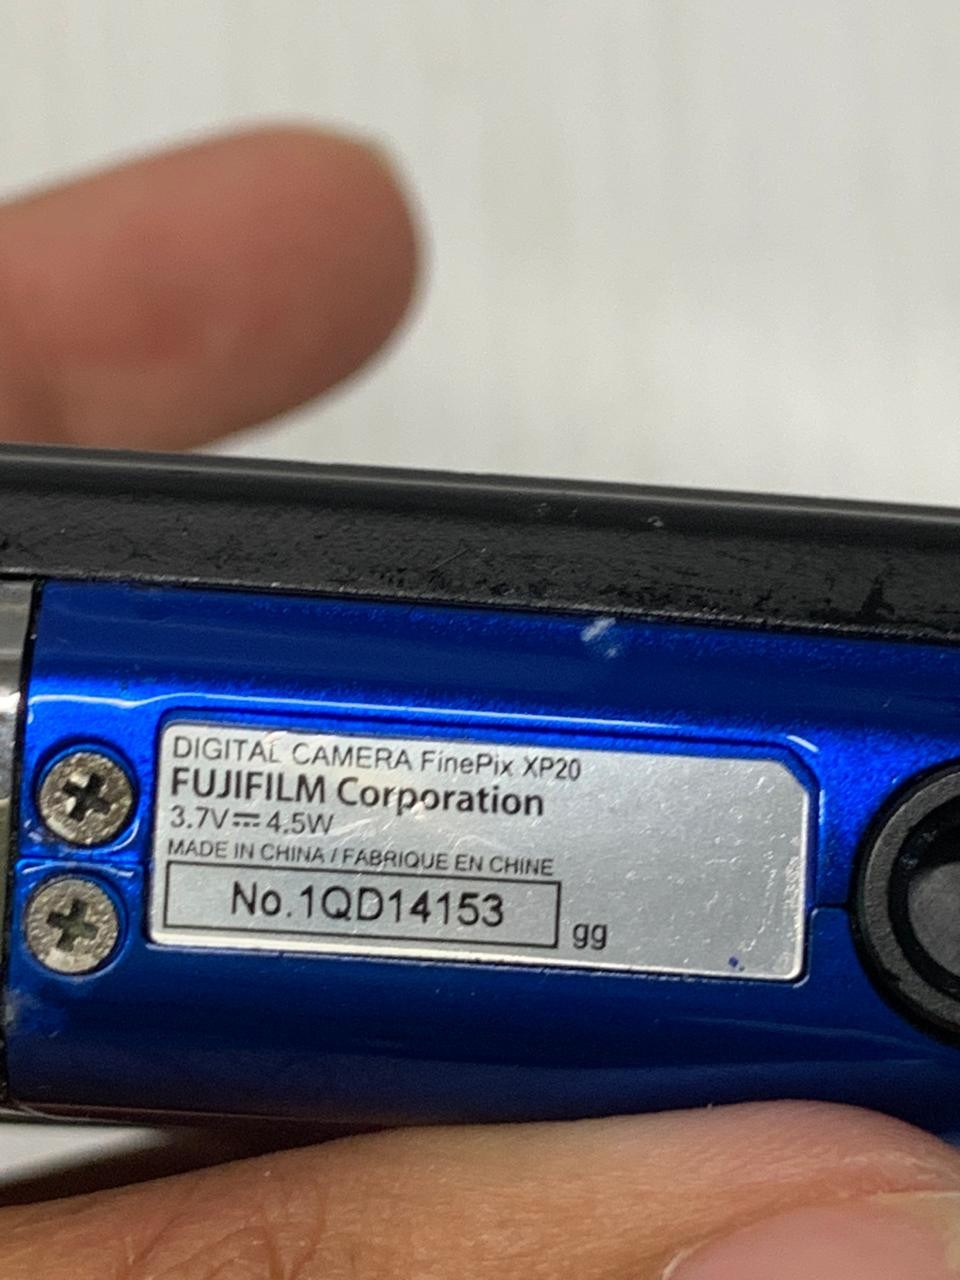 DIGITAL CAMERA FinePix XP20
FUJIFILM Corporation
3.7V⎓4.5W
MADE IN CHINA / FABRIQUE EN CHINE
No.1QD14153
gg